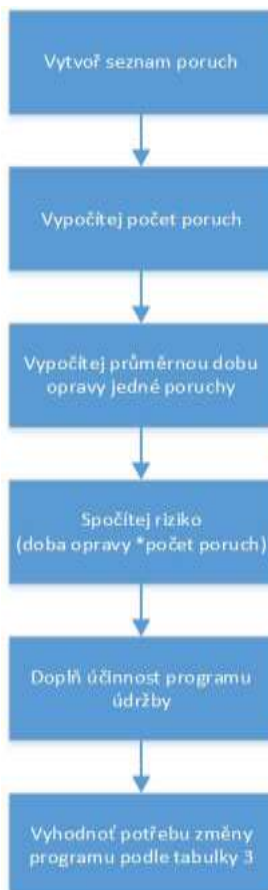 Vytvoř seznam poruch
Vypočítej počet poruch
Vypočítej průměrnou dobu
opravy jedné poruchy
Spočítej riziko
(doba opravy *počet poruch)
Doplň účinnost programu
údržby
Vyhodnoť potřebu změny
programu podle tabulky 3